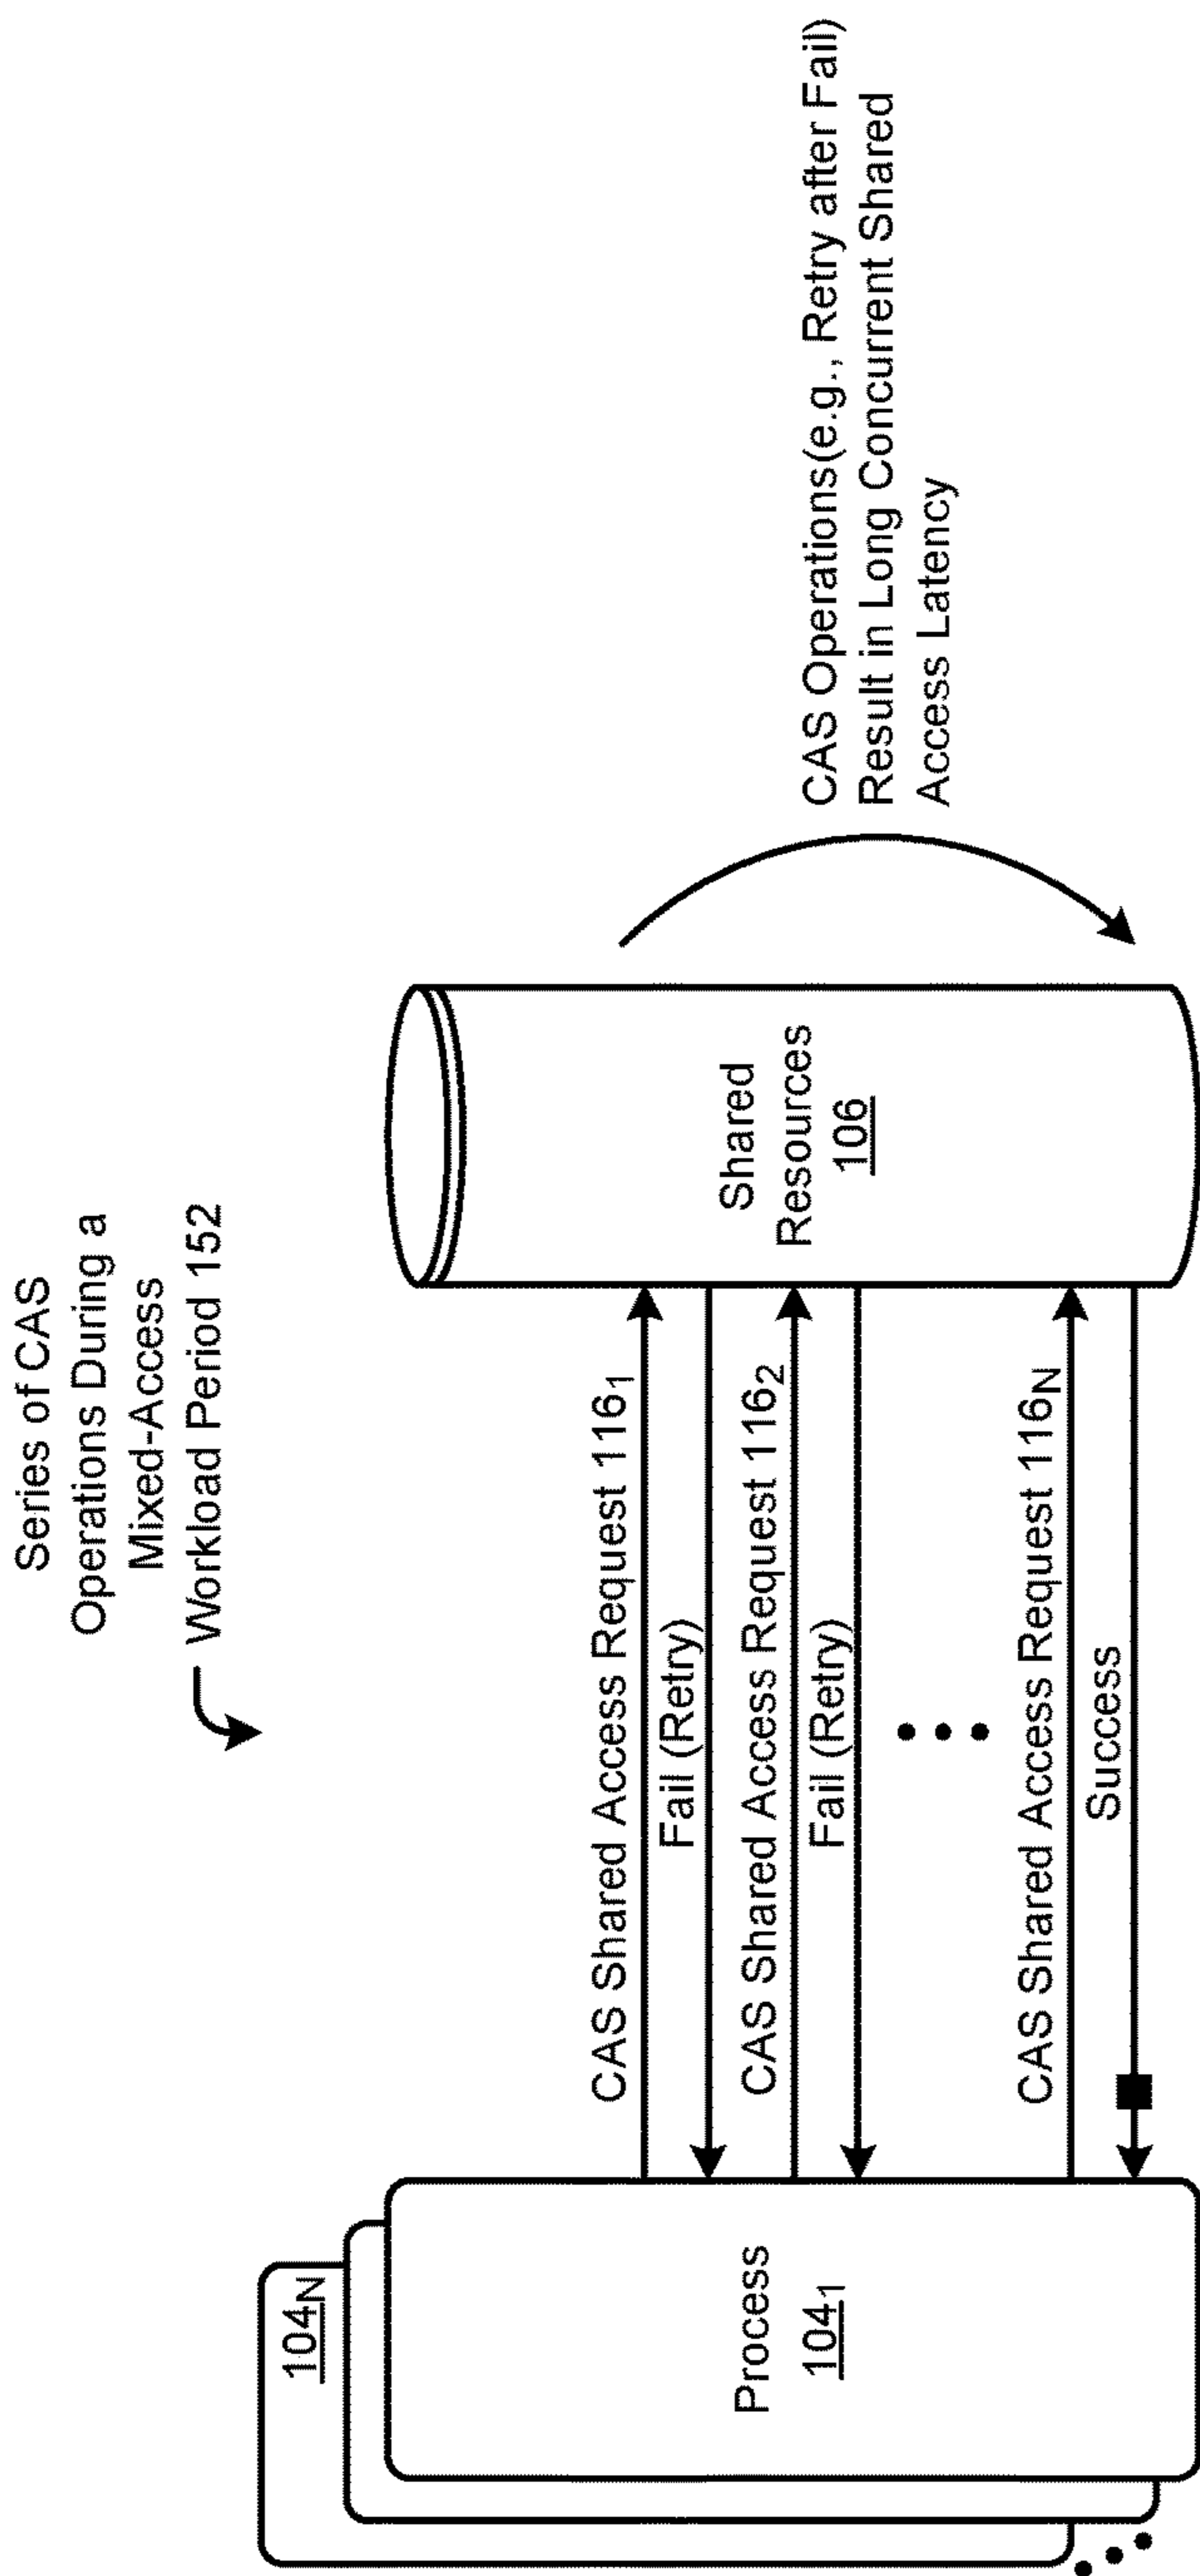 Series of CAS
Operations During a
Mixed-Access
Workload Period 152
104N
Process
1041
CAS Shared Access Request 1161
Fail (Retry)
CAS Shared Access Request 1162
Fail (Retry)
CAS Shared Access Request 116N
Success
Shared
Resources
106
CAS Operations(e.g., Retry after Fail)
Result in Long Concurrent Shared
Access Latency